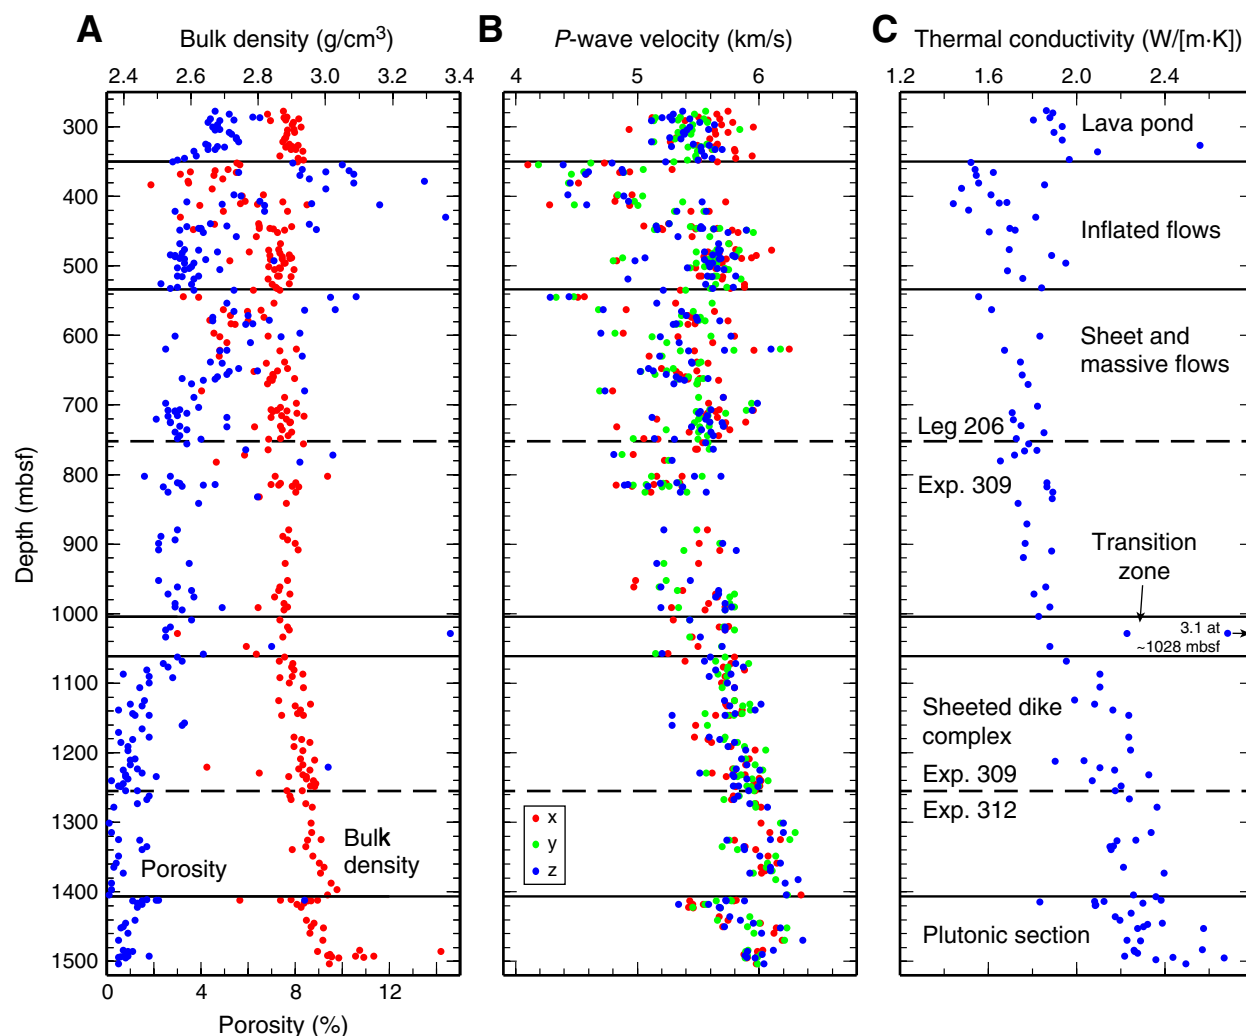 A
B
C
Bulk density (g/cm³)
P-wave velocity (km/s)
Thermal conductivity (W/[m·K])
2.4 2.6 2.8 3.0 3.4
4 5 6
1.2 1.6 2.0 2.4
Depth (mbsf)
300
400
500
600
700
800
900
1000
1100
1200
1300
1400
1500
Lava pond
Inflated flows
Sheet and
massive flows
Leg 206
Exp. 309
Transition
zone
3.1 at
~1028 mbsf
Sheeted dike
complex
Exp. 309
Exp. 312
Plutonic section
Porosity
Bulk
density
x
y
z
0 4 8 12
Porosity (%)